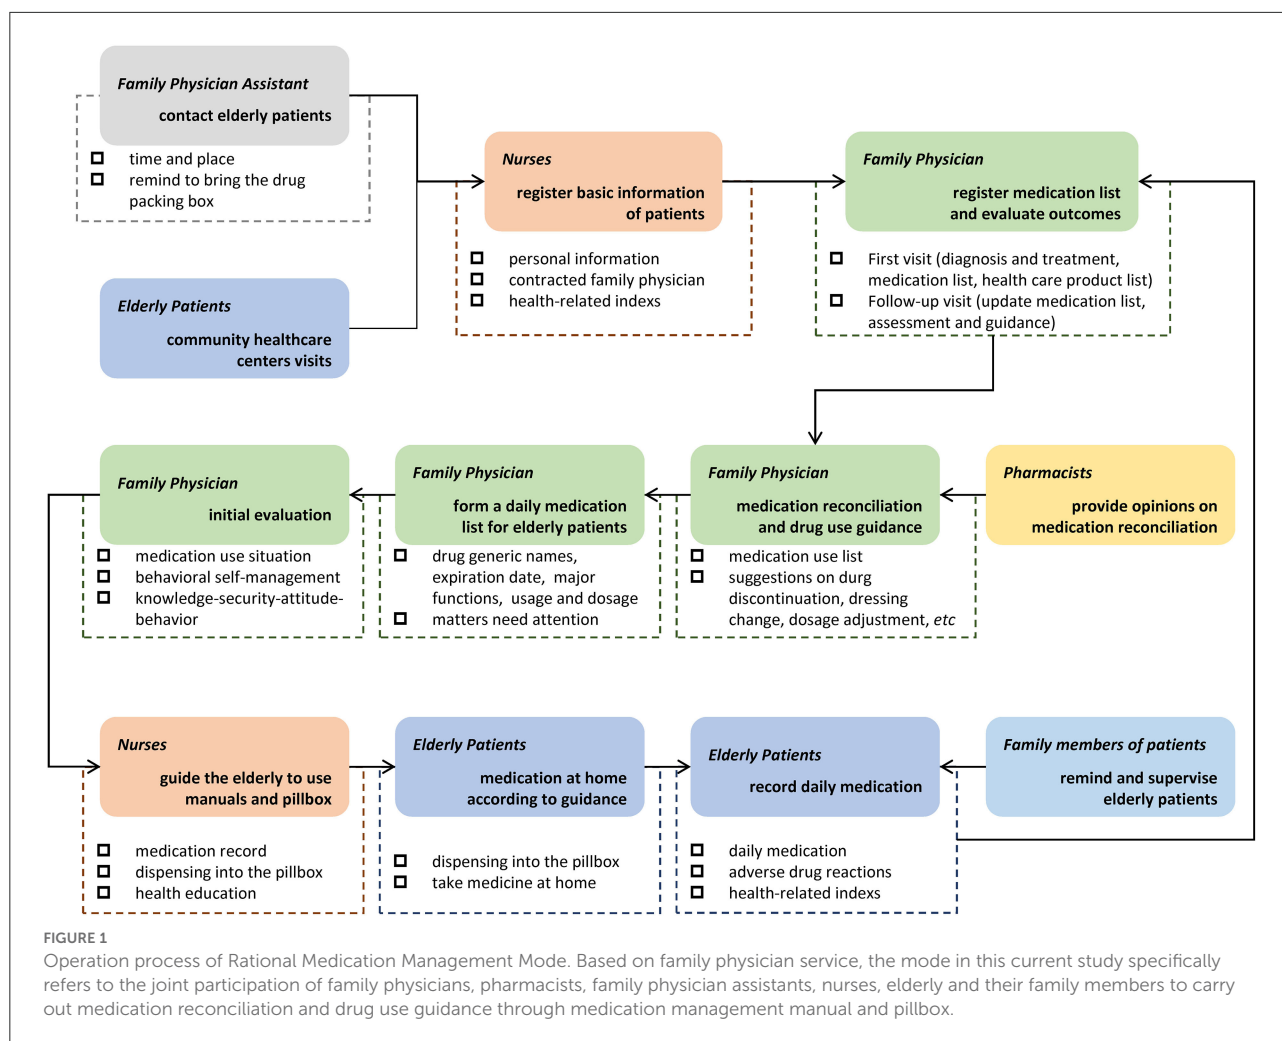 Family Physician Assistant
contact elderly patients
time and place
remind to bring the drug
packing box
Elderly Patients
community healthcare
centers visits
Nurses
register basic information
of patients
personal information
contracted family physician
health-related indexs
Family Physician
register medication list
and evaluate outcomes
First visit (diagnosis and treatment,
medication list, health care product list)
Follow-up visit (update medication list,
assessment and guidance)
Family Physician
initial evaluation
medication use situation
behavioral self-management
knowledge-security-attitude-
behavior
Family Physician
form a daily medication
list for elderly patients
drug generic names,
expiration date, major
functions, usage and dosage
matters need attention
Family Physician
medication reconciliation
and drug use guidance
medication use list
suggestions on durg
discontinuation, dressing
change, dosage adjustment, etc
Pharmacists
provide opinions on
medication reconciliation
Nurses
guide the elderly to use
manuals and pillbox
medication record
dispensing into the pillbox
health education
Elderly Patients
medication at home
according to guidance
dispensing into the pillbox
take medicine at home
Elderly Patients
record daily medication
daily medication
adverse drug reactions
health-related indexs
Family members of patients
remind and supervise
elderly patients
FIGURE 1
Operation process of Rational Medication Management Mode. Based on family physician service, the mode in this current study specifically
refers to the joint participation of family physicians, pharmacists, family physician assistants, nurses, elderly and their family members to carry
out medication reconciliation and drug use guidance through medication management manual and pillbox.